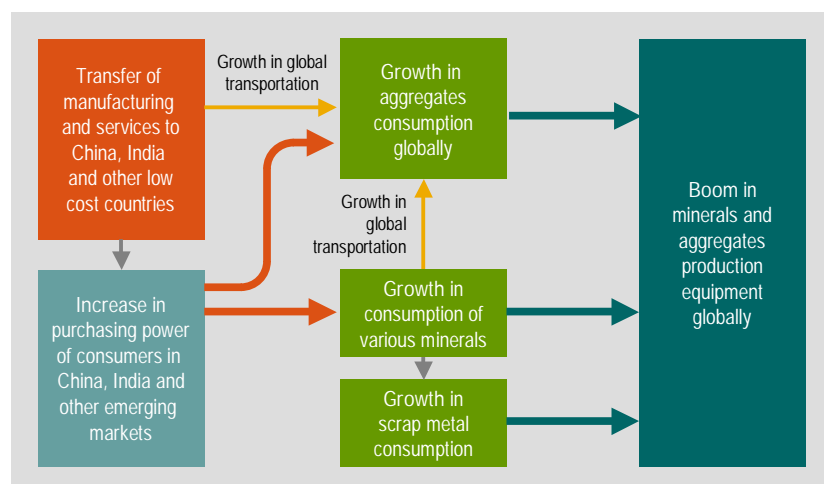 Transfer of
manufacturing
and services to
China, India
and other low
cost countries
Growth in global
transportation
Growth in
aggregates
consumption
globally
Growth in
global
transportation
Increase in
purchasing power
of consumers in
China, India and
other emerging
markets
Growth in
consumption of
various minerals
Growth in
scrap metal
consumption
Boom in
minerals and
aggregates
production
equipment
globally